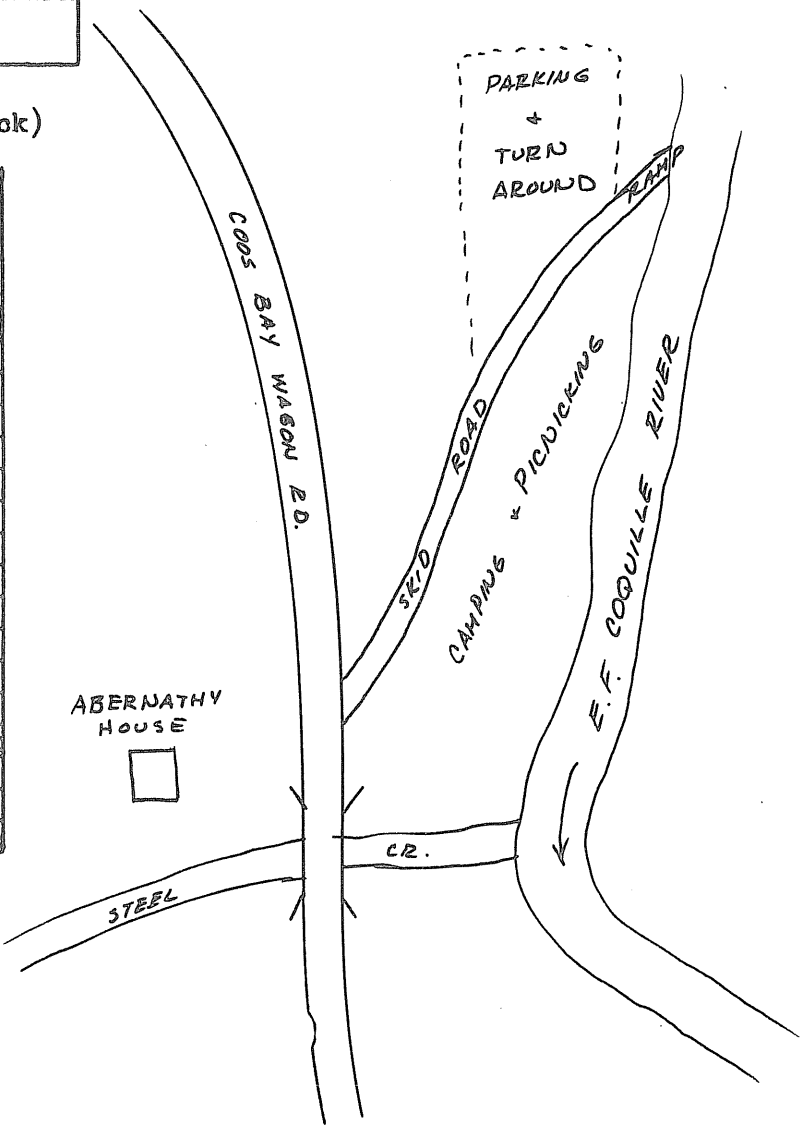 ok)
PARKING
+
TURN
AROUND
RAMP
COOS BAY WAGON RD.
SKID ROAD
CAMPING & PICNICKING
E.F. COQUILLE RIVER
ABERNATHY
HOUSE
STEEL CR.